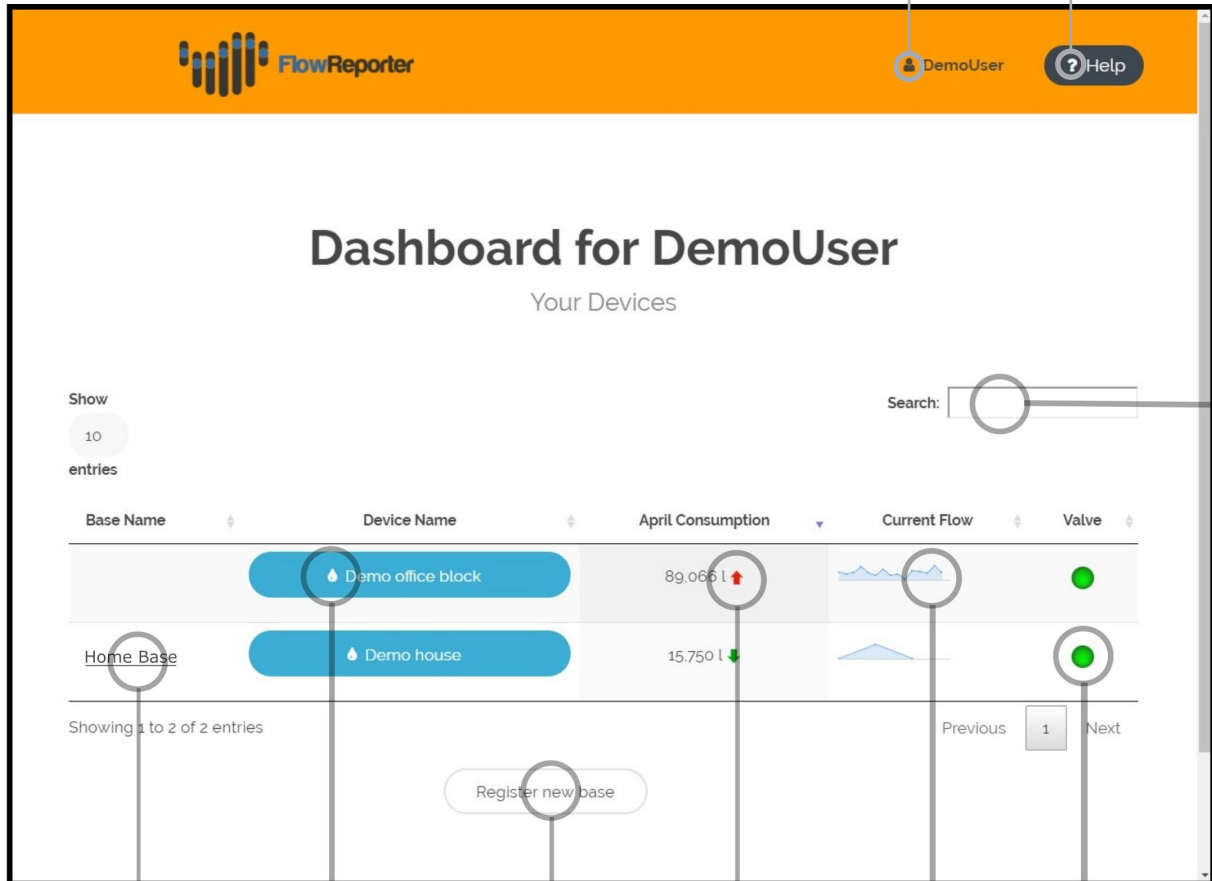 FlowReporter
DemoUser
? Help
Dashboard for DemoUser
Your Devices
Show
10
entries
Search:
Base Name Device Name April Consumption Current Flow Valve
Demo office block 89,066 l
Home Base Demo house 15,750 l
Showing 1 to 2 of 2 entries
Previous 1 Next
Register new base